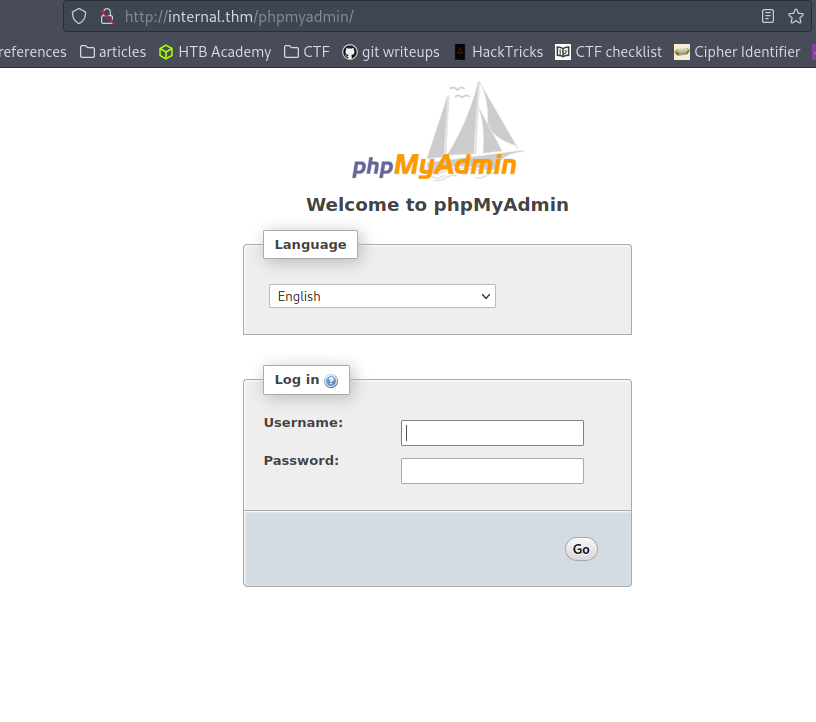 http://internal.thm/phpmyadmin/
references articles HTB Academy CTF git writeups HackTricks CTF checklist Cipher Identifier
phpMyAdmin
Welcome to phpMyAdmin
Language
English
Log in ?
Username:
Password:
Go